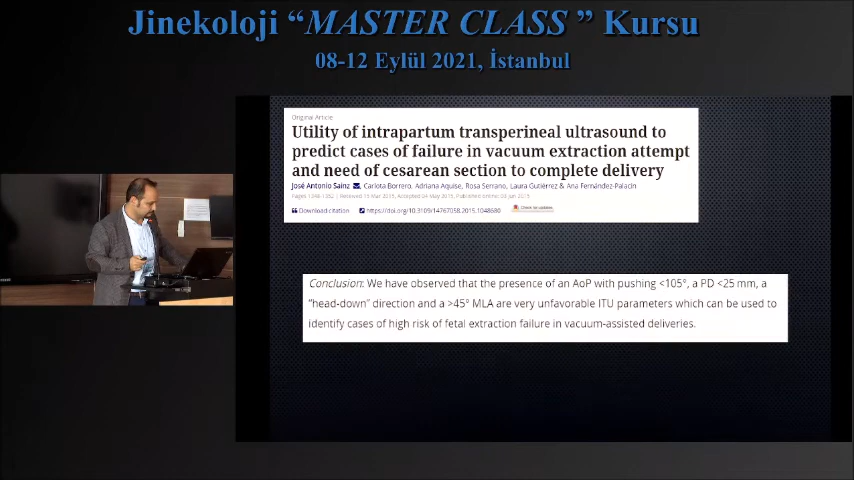 Jinekoloji “MASTER CLASS ” Kursu
08-12 Eylül 2021, İstanbul
Original Article
Utility of intrapartum transperineal ultrasound to
predict cases of failure in vacuum extraction attempt
and need of cesarean section to complete delivery
José Antonio Sainz , Carlota Borrero, Adriana Aquise, Rosa Serrano, Laura Gutiérrez & Ana Fernández-Palacin
Download citation https://doi.org/10.3109/14767058.2015.1048680
Check for updates
Conclusion: We have observed that the presence of an AoP with pushing <105°, a PD <25 mm, a
“head-down” direction and a >45° MLA are very unfavorable ITU parameters which can be used to
identify cases of high risk of fetal extraction failure in vacuum-assisted deliveries.